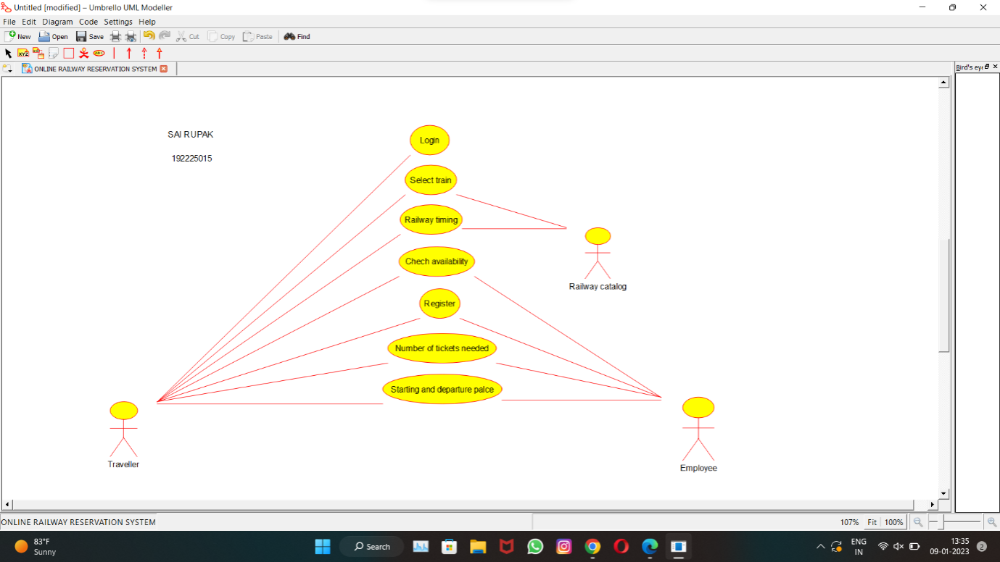 Untitled [modified] – Umbrello UML Modeller
File Edit Diagram Code Settings Help
New Open Save Cut Copy Paste Find
XYZ ABC
ONLINE RAILWAY RESERVATION SYSTEM
Bird's eye
SAI RUPAK
192225015
Login
Select train
Railway timing
Chech availability
Register
Number of tickets needed
Starting and departure palce
Railway catalog
Traveller
Employee
ONLINE RAILWAY RESERVATION SYSTEM
107% Fit 100%
83°F
Sunny
Search
ENG
IN
13:35
09-01-2023
2